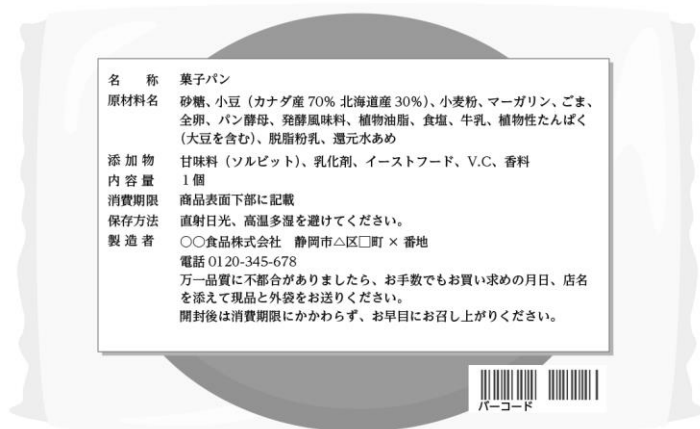 名　称　菓子パン
原材料名　砂糖、小豆（カナダ産 70% 北海道産 30%）、小麦粉、マーガリン、ごま、
全卵、パン酵母、発酵風味料、植物油脂、食塩、牛乳、植物性たんぱく
（大豆を含む）、脱脂粉乳、還元水あめ
添 加 物　甘味料（ソルビット）、乳化剤、イーストフード、V.C、香料
内 容 量　１個
消費期限　商品表面下部に記載
保存方法　直射日光、高温多湿を避けてください。
製 造 者　〇〇食品株式会社　静岡市△区□町 × 番地
電話 0120-345-678
万一品質に不都合がありましたら、お手数でもお買い求めの月日、店名
を添えて現品と外袋をお送りください。
開封後は消費期限にかかわらず、お早目にお召し上がりください。
バーコード